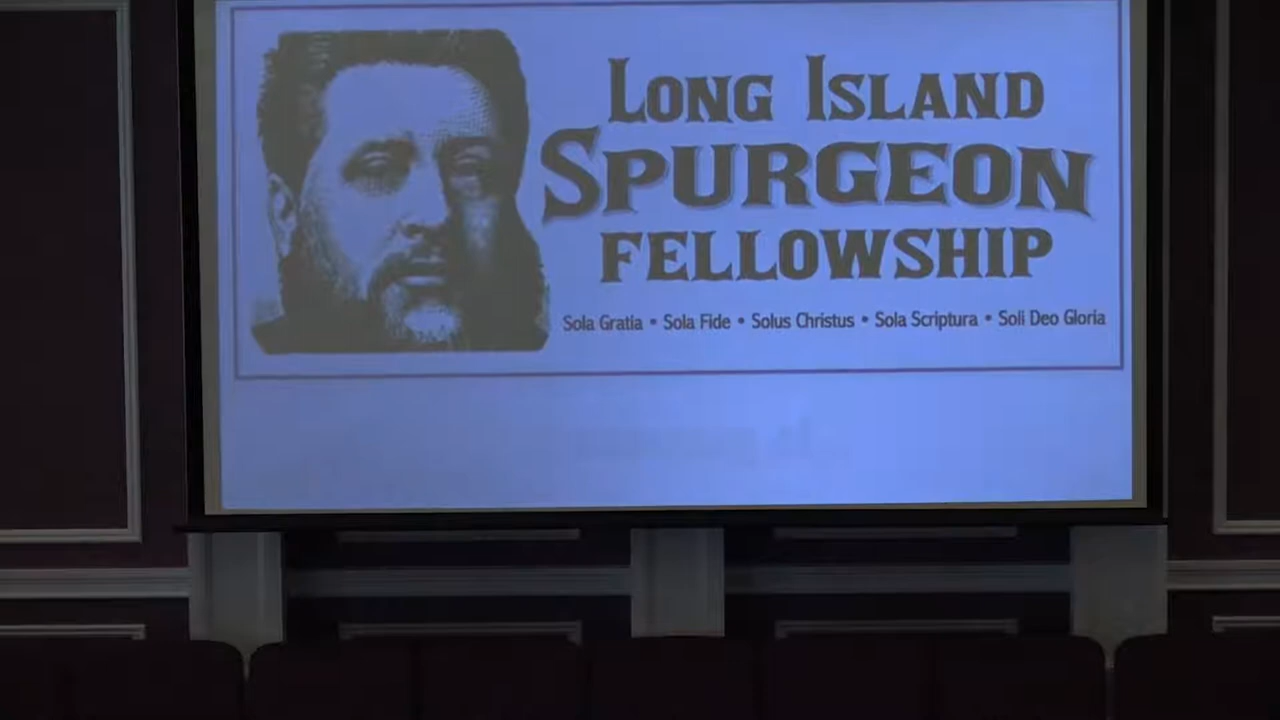 Long Island
Spurgeon
Fellowship
Sola Gratia • Sola Fide • Solus Christus • Sola Scriptura • Soli Deo Gloria